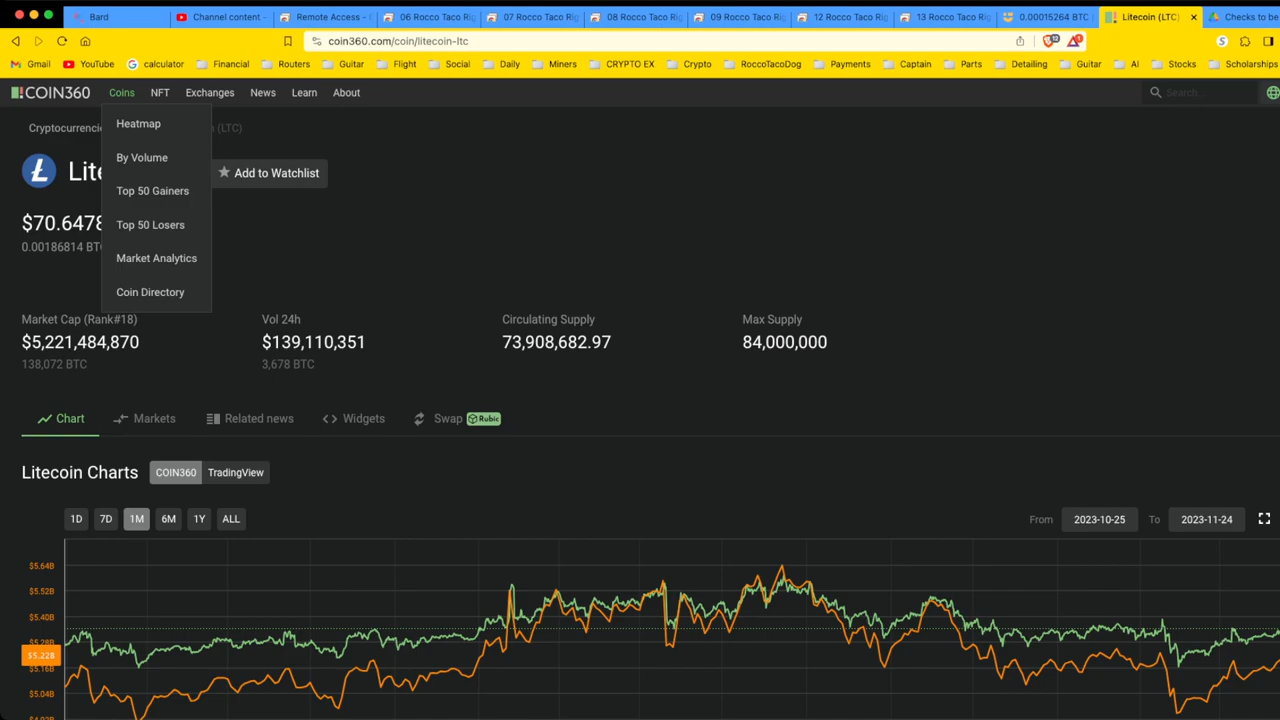 Bard
Channel content -
Remote Access -
06 Rocco Taco Rig
07 Rocco Taco Rig
08 Rocco Taco Rig
09 Rocco Taco Rig
12 Rocco Taco Rig
13 Rocco Taco Rig
0.00015264 BTC
Litecoin (LTC)
Checks to be
coin360.com/coin/litecoin-ltc
Gmail YouTube calculator Financial Routers Guitar Flight Social Daily Miners CRYPTO EX Crypto RoccoTacoDog Payments Captain Parts Detailing Guitar AI Stocks Scholarships
COIN360 Coins NFT Exchanges News Learn About Search...
Cryptocurrencie (LTC)
Heatmap
By Volume
Top 50 Gainers
Top 50 Losers
Market Analytics
Coin Directory
Lite
Add to Watchlist
$70.6478
0.00186814 BTC
Market Cap (Rank#18) Vol 24h Circulating Supply Max Supply
$5,221,484,870 $139,110,351 73,908,682.97 84,000,000
138,072 BTC 3,678 BTC
Chart Markets Related news Widgets Swap Rubic
Litecoin Charts COIN360 TradingView
1D 7D 1M 6M 1Y ALL From 2023-10-25 To 2023-11-24
$5.64B
$5.52B
$5.40B
$5.28B
$5.22B
$5.16B
$5.04B